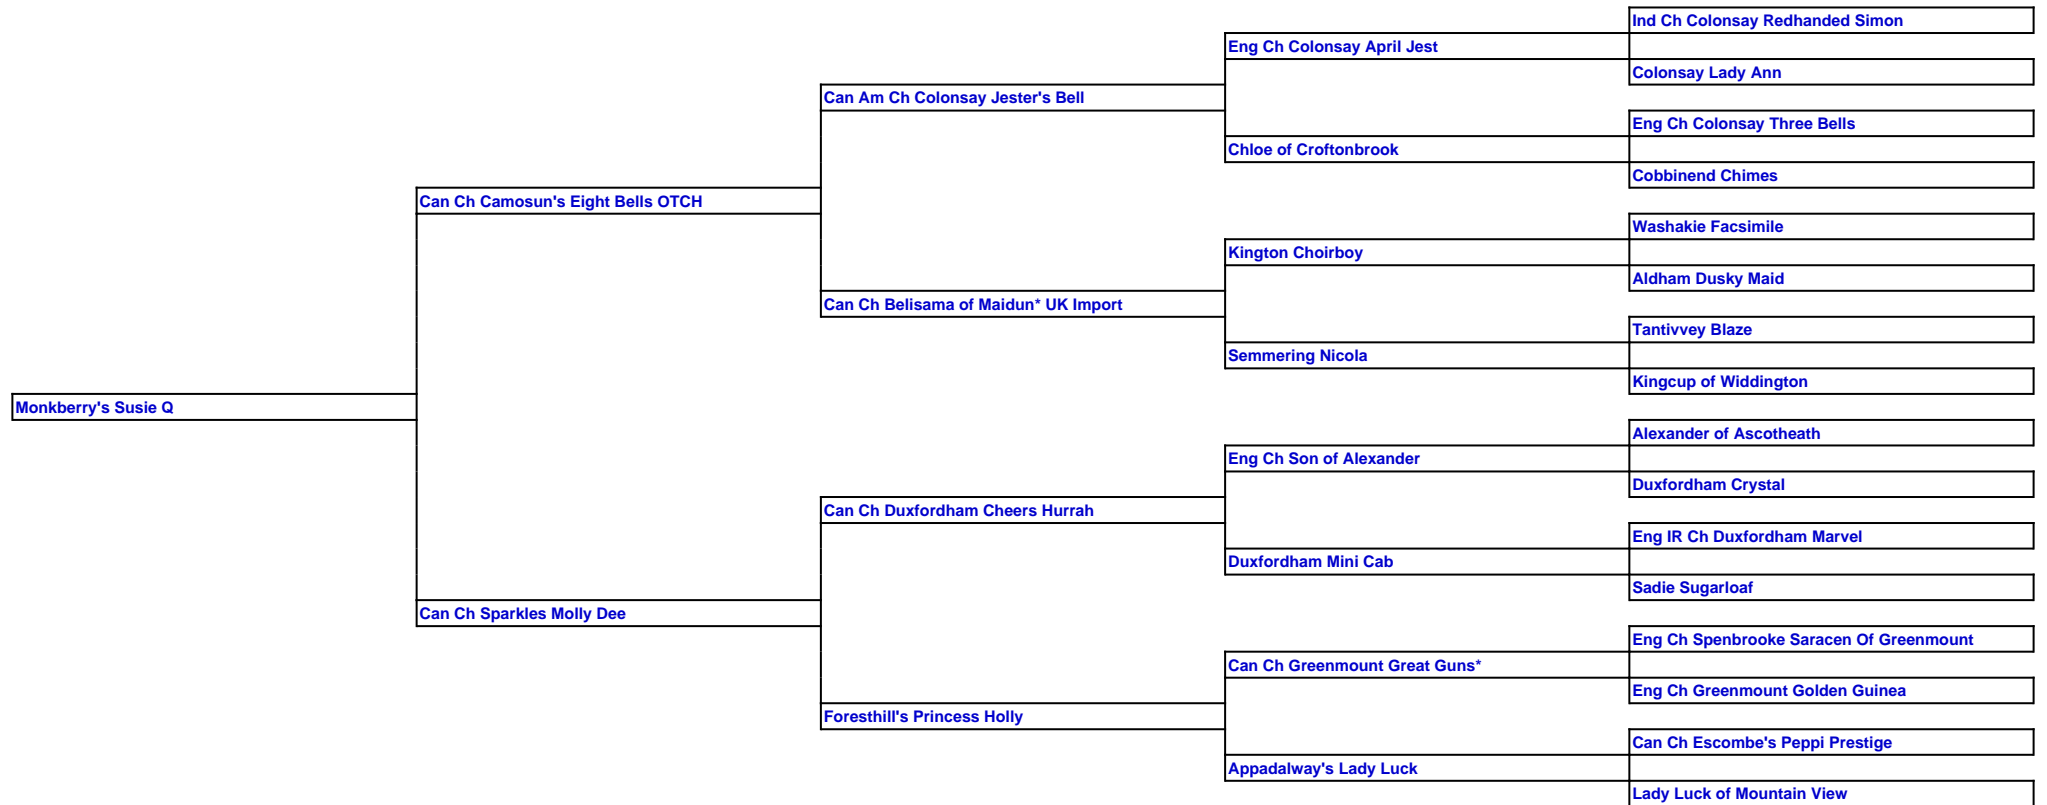 Ind Ch Colonsay Redhanded Simon
Eng Ch Colonsay April Jest
Colonsay Lady Ann
Can Am Ch Colonsay Jester's Bell
Eng Ch Colonsay Three Bells
Chloe of Croftonbrook
Cobbinend Chimes
Can Ch Camosun's Eight Bells OTCH
Washakie Facsimile
Kington Choirboy
Aldham Dusky Maid
Can Ch Belisama of Maidun* UK Import
Tantivvey Blaze
Semmering Nicola
Kingcup of Widdington
Monkberry's Susie Q
Alexander of Ascotheath
Eng Ch Son of Alexander
Duxfordham Crystal
Can Ch Duxfordham Cheers Hurrah
Eng IR Ch Duxfordham Marvel
Duxfordham Mini Cab
Sadie Sugarloaf
Can Ch Sparkles Molly Dee
Eng Ch Spenbrooke Saracen Of Greenmount
Can Ch Greenmount Great Guns*
Eng Ch Greenmount Golden Guinea
Foresthill's Princess Holly
Can Ch Escombe's Peppi Prestige
Appadalway's Lady Luck
Lady Luck of Mountain View